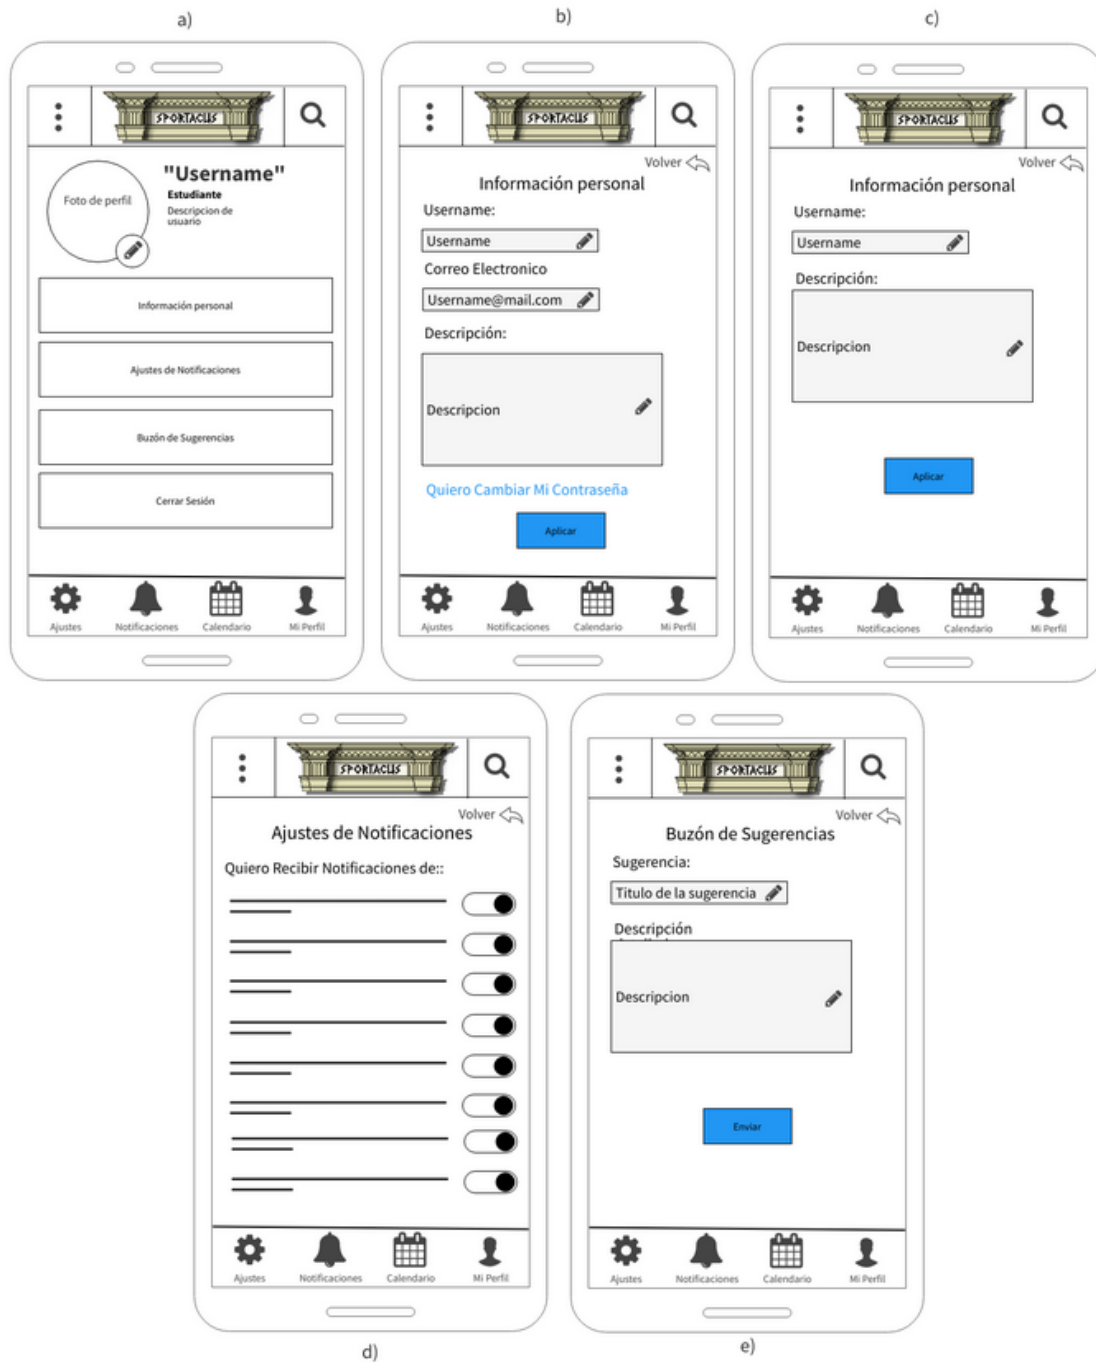 a)
SPORTACUS
Foto de perfil
"Username"
Estudiante
Descripcion de
usuario
Información personal
Ajustes de Notificaciones
Buzón de Sugerencias
Cerrar Sesión
Ajustes Notificaciones Calendario Mi Perfil
b)
SPORTACUS
Volver
Información personal
Username:
Username
Correo Electronico
Username@mail.com
Descripción:
Descripcion
Quiero Cambiar Mi Contraseña
Aplicar
Ajustes Notificaciones Calendario Mi Perfil
c)
SPORTACUS
Volver
Información personal
Username:
Username
Descripción:
Descripcion
Aplicar
Ajustes Notificaciones Calendario Mi Perfil
SPORTACUS
Volver
Ajustes de Notificaciones
Quiero Recibir Notificaciones de::
Ajustes Notificaciones Calendario Mi Perfil
d)
SPORTACUS
Volver
Buzón de Sugerencias
Sugerencia:
Titulo de la sugerencia
Descripción
Descripcion
Enviar
Ajustes Notificaciones Calendario Mi Perfil
e)